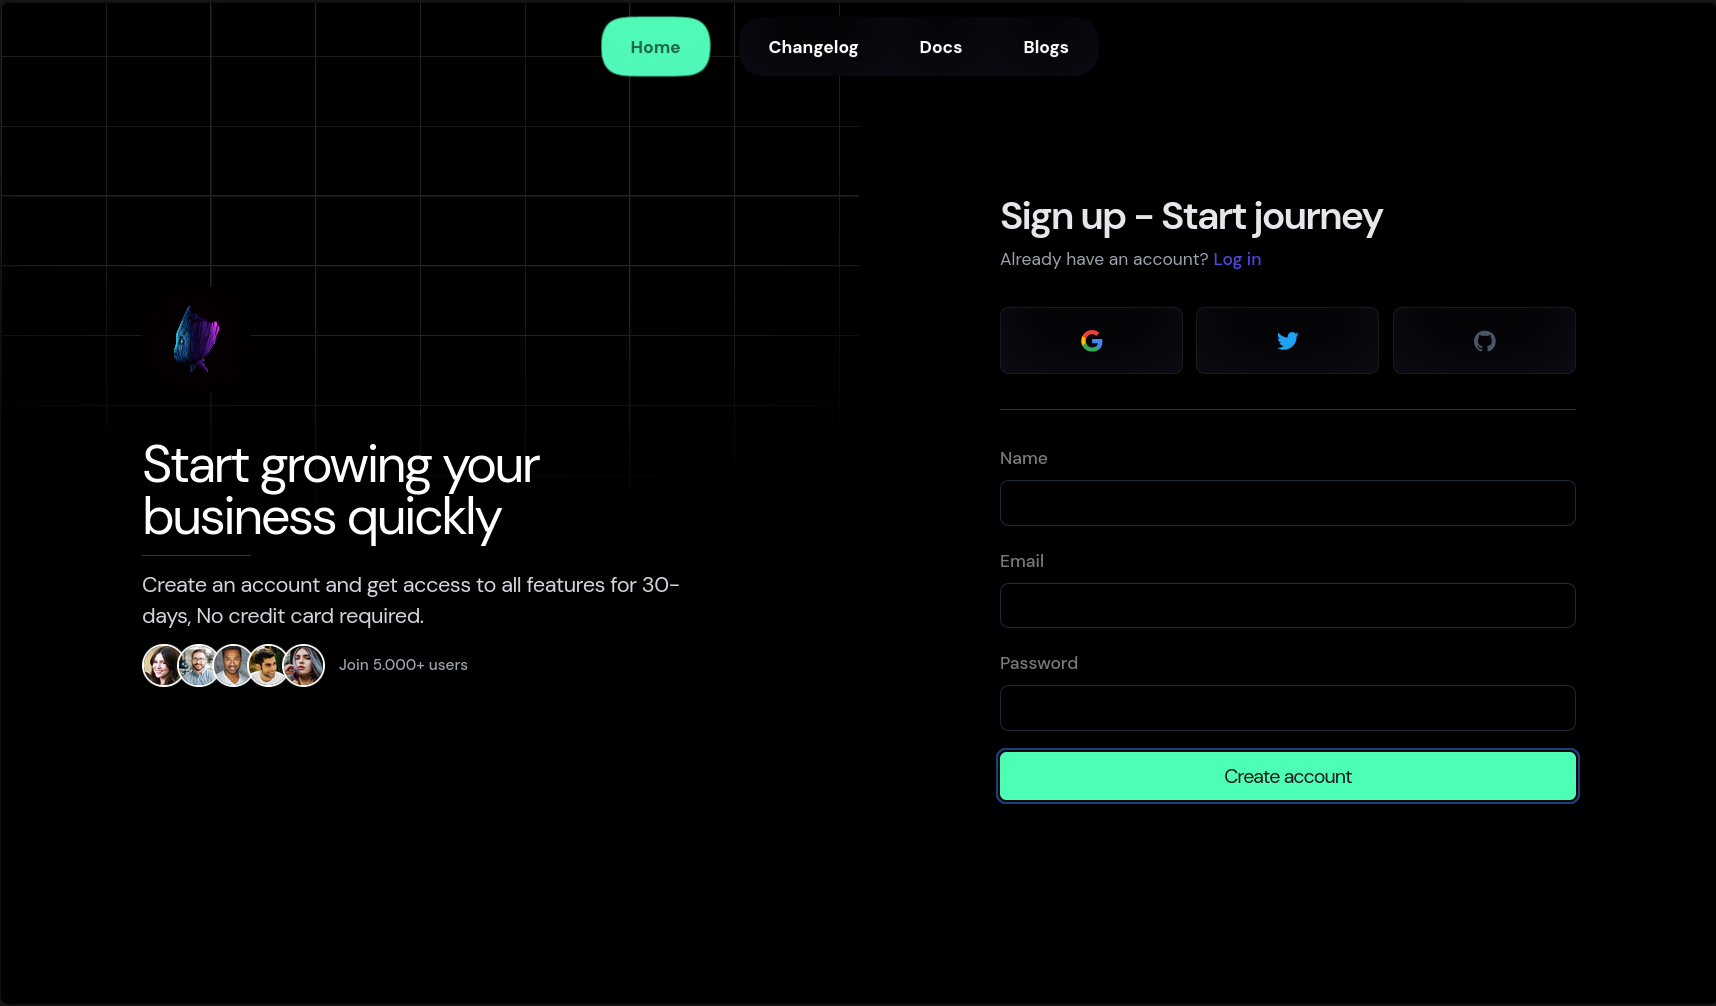 Home
Changelog
Docs
Blogs
Start growing your
business quickly
Create an account and get access to all features for 30-
days, No credit card required.
Join 5.000+ users
Sign up - Start journey
Already have an account? Log in
Name
Email
Password
Create account